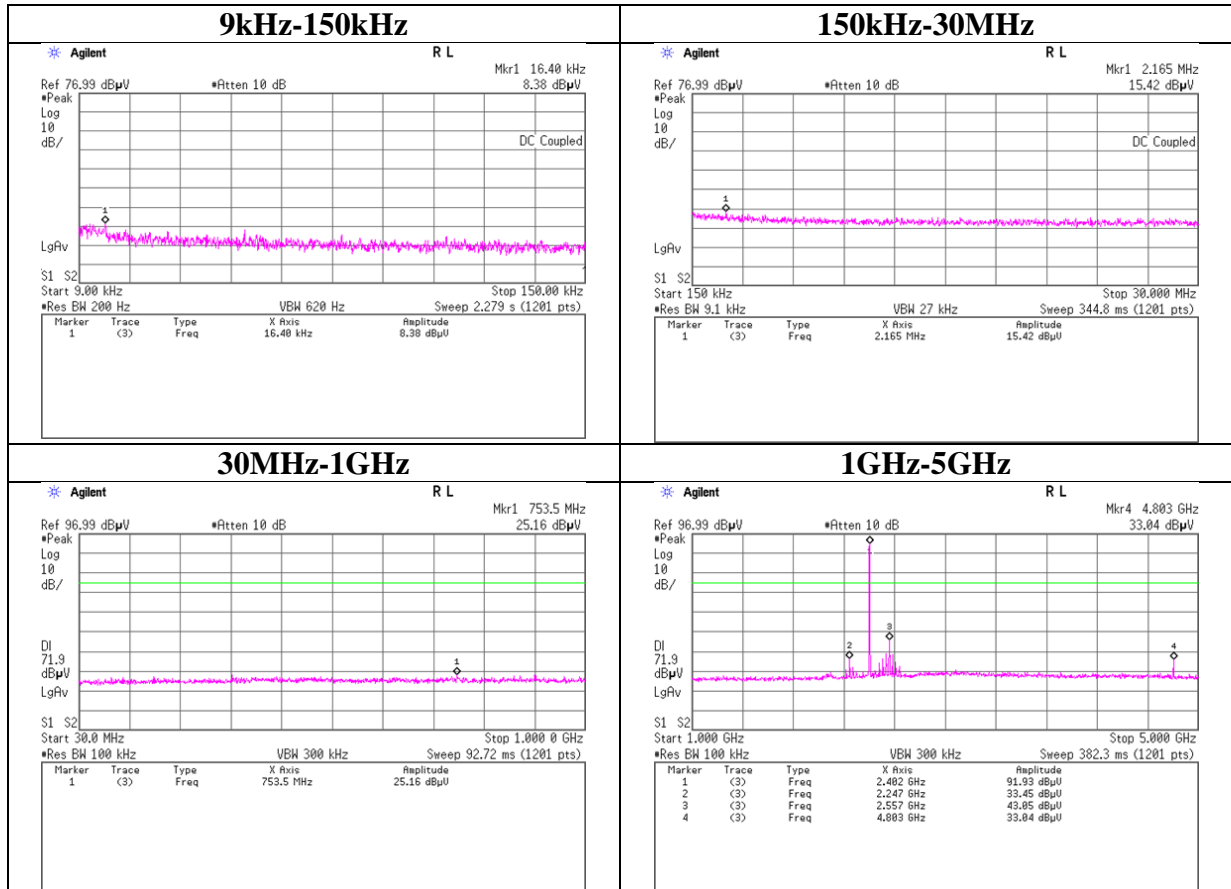 9kHz-150kHz
Agilent R L
Mkr1 16.40 kHz
Ref 76.99 dBµV #Atten 10 dB 8.38 dBµV
#Peak
Log
10
dB/
DC Coupled
1
LgAv
S1 S2
Start 9.00 kHz Stop 150.00 kHz
#Res BW 200 Hz VBW 620 Hz Sweep 2.279 s (1201 pts)
Marker Trace Type X Axis Amplitude
1 (3) Freq 16.40 kHz 8.38 dBµV
150kHz-30MHz
Agilent R L
Mkr1 2.165 MHz
Ref 76.99 dBµV #Atten 10 dB 15.42 dBµV
#Peak
Log
10
dB/
DC Coupled
1
LgAv
S1 S2
Start 150 kHz Stop 30.000 MHz
#Res BW 9.1 kHz VBW 27 kHz Sweep 344.8 ms (1201 pts)
Marker Trace Type X Axis Amplitude
1 (3) Freq 2.165 MHz 15.42 dBµV
30MHz-1GHz
Agilent R L
Mkr1 753.5 MHz
Ref 96.99 dBµV #Atten 10 dB 25.16 dBµV
#Peak
Log
10
dB/
DI
71.9
dBµV
1
LgAv
S1 S2
Start 30.0 MHz Stop 1.000 0 GHz
#Res BW 100 kHz VBW 300 kHz Sweep 92.72 ms (1201 pts)
Marker Trace Type X Axis Amplitude
1 (3) Freq 753.5 MHz 25.16 dBµV
1GHz-5GHz
Agilent R L
Mkr4 4.803 GHz
Ref 96.99 dBµV #Atten 10 dB 33.04 dBµV
#Peak
Log
10
dB/
1
3
DI 2 4
71.9
dBµV
LgAv
S1 S2
Start 1.000 GHz Stop 5.000 GHz
#Res BW 100 kHz VBW 300 kHz Sweep 382.3 ms (1201 pts)
Marker Trace Type X Axis Amplitude
1 (3) Freq 2.402 GHz 91.93 dBµV
2 (3) Freq 2.247 GHz 33.45 dBµV
3 (3) Freq 2.557 GHz 43.05 dBµV
4 (3) Freq 4.803 GHz 33.04 dBµV